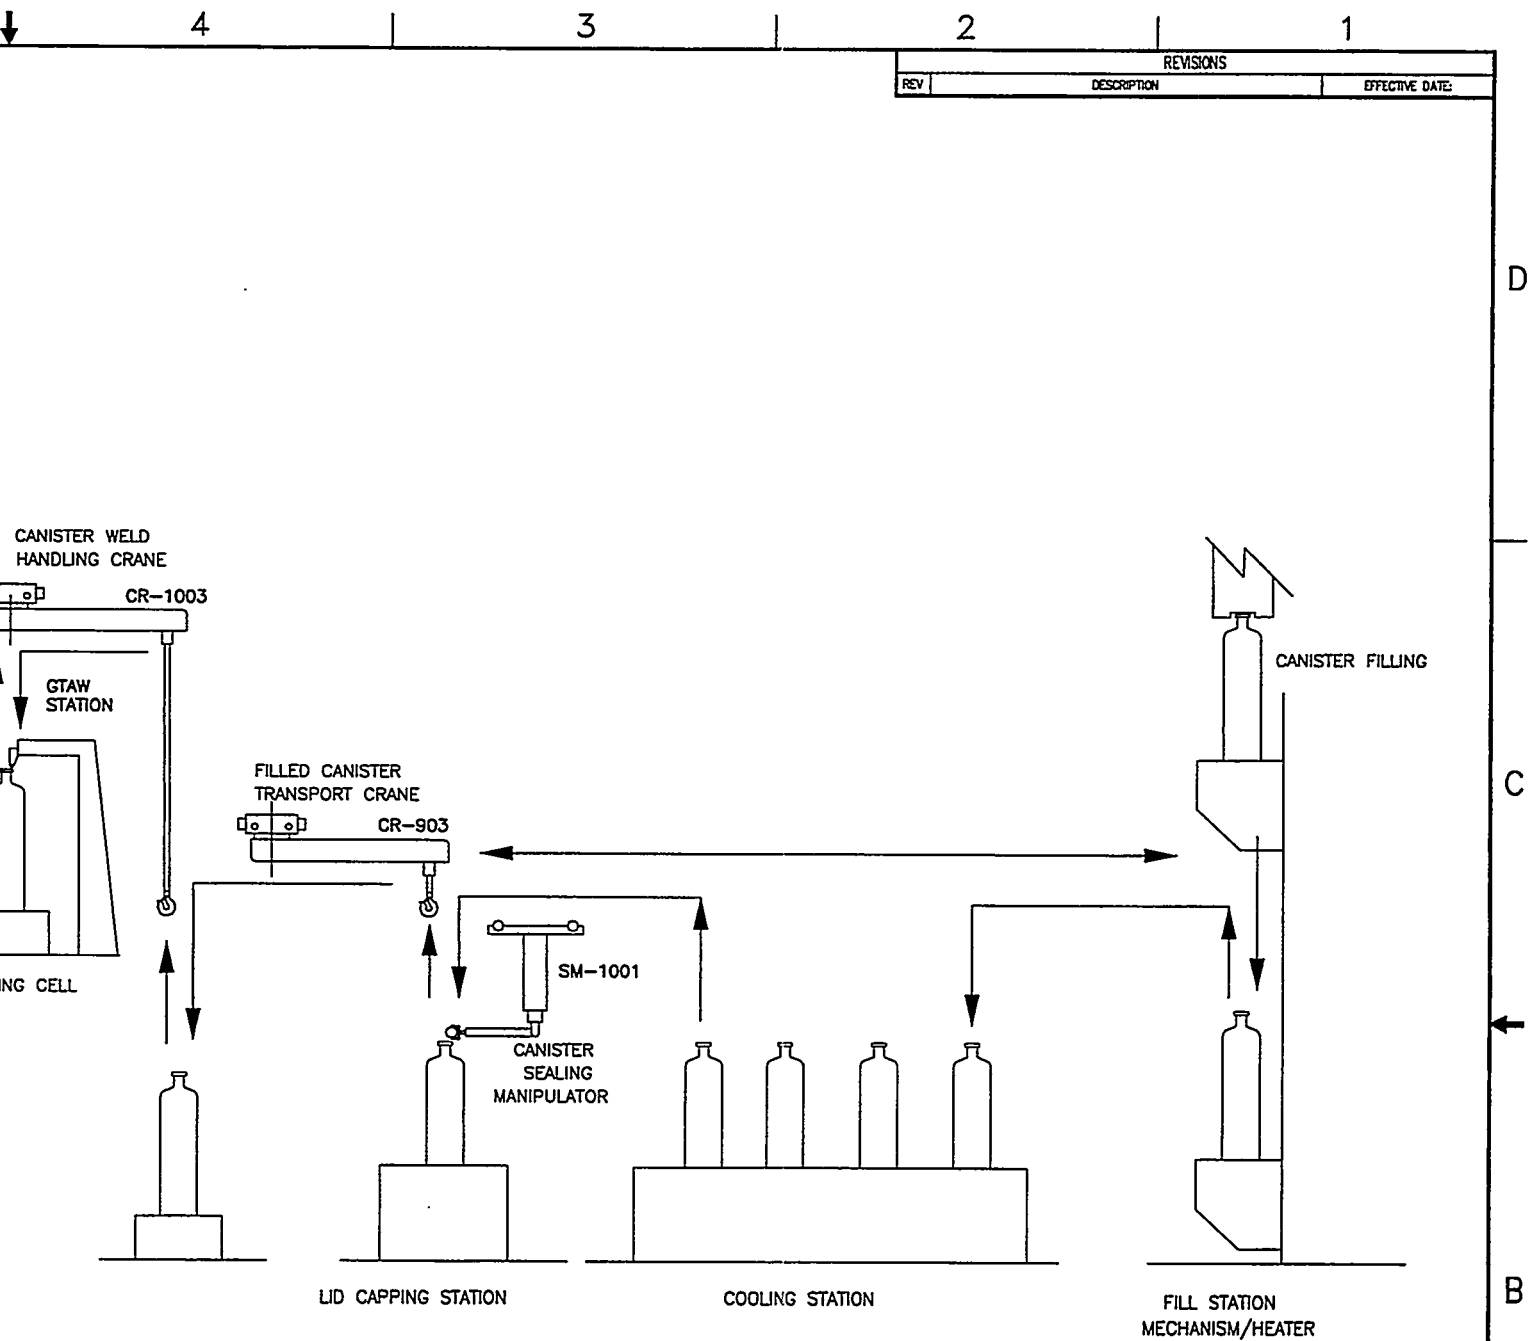 4 3 2 1
REVISIONS
REV DESCRIPTION EFFECTIVE DATE:
D
CANISTER WELD
HANDLING CRANE
CR-1003
GTAW
STATION
CANISTER FILLING
FILLED CANISTER
TRANSPORT CRANE
CR-903
C
SM-1001
ING CELL
CANISTER
SEALING
MANIPULATOR
LID CAPPING STATION
COOLING STATION
FILL STATION
MECHANISM/HEATER
B